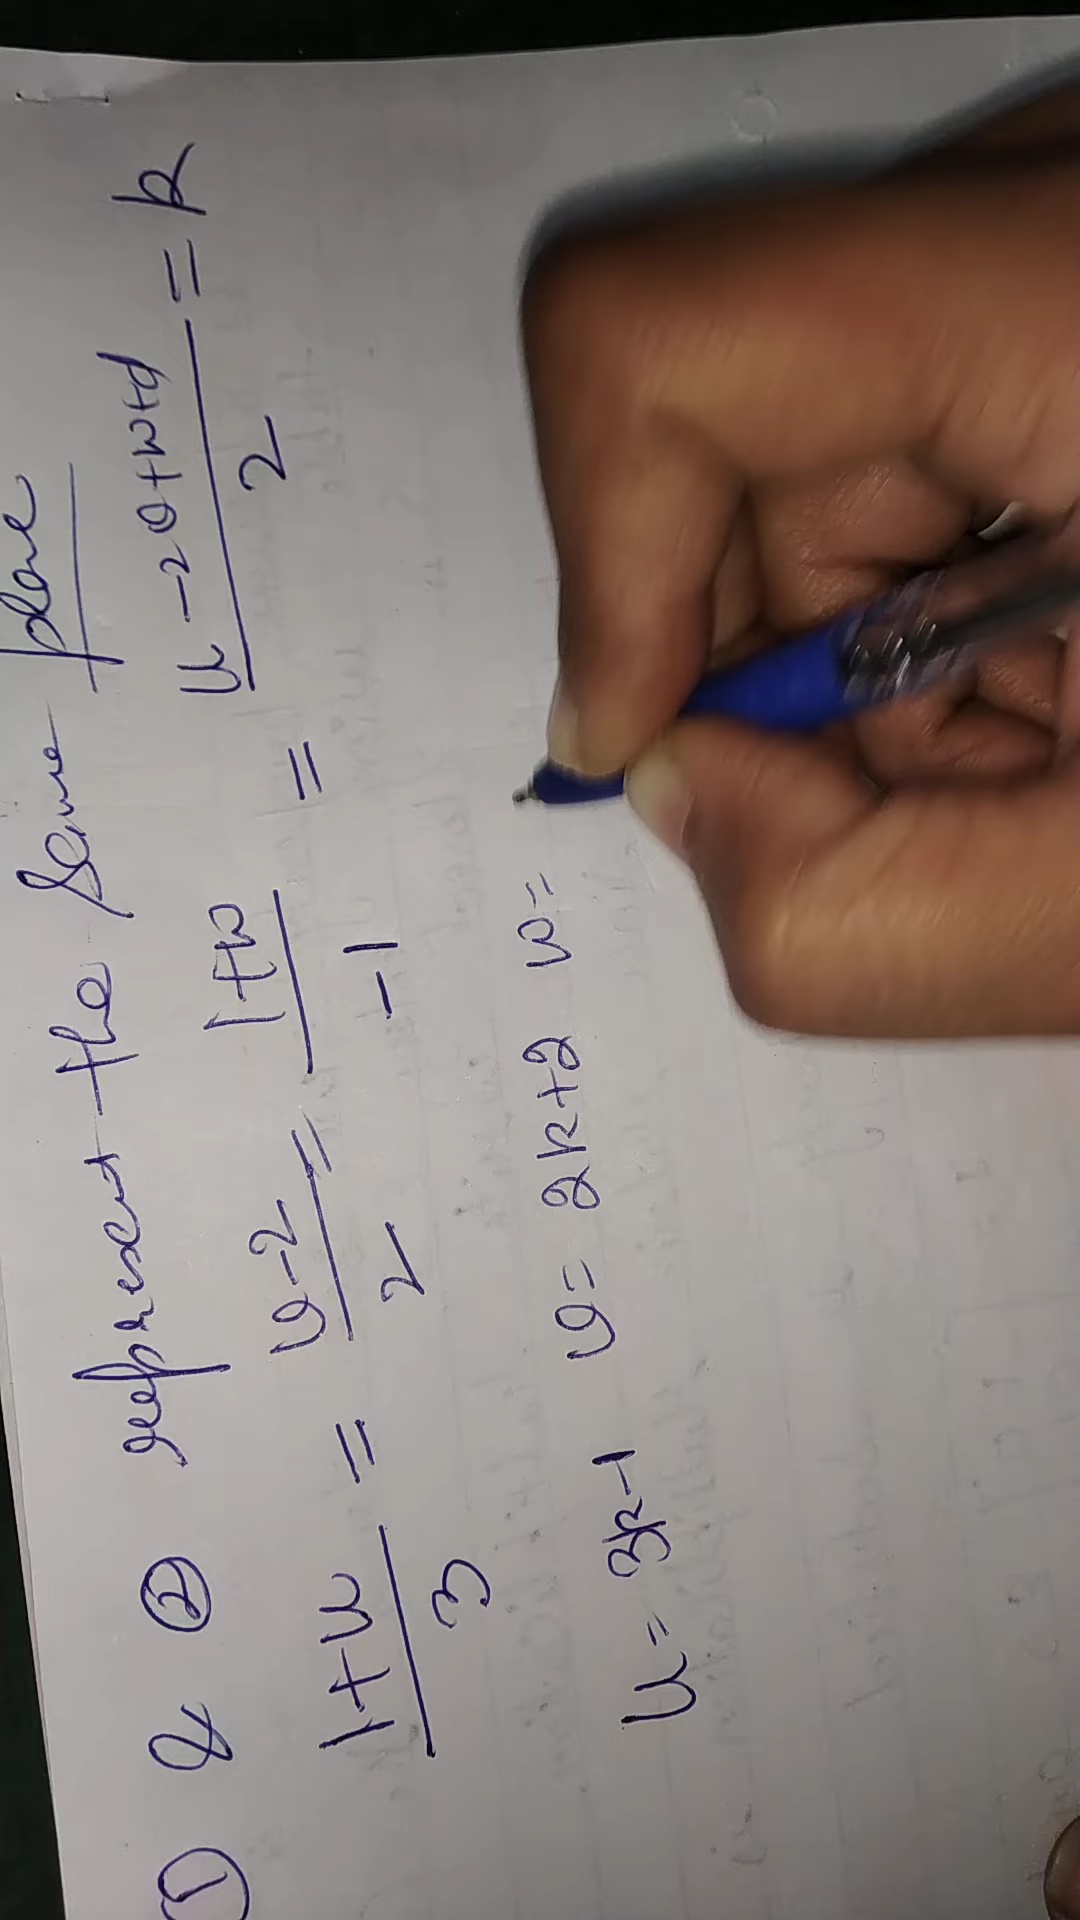 ① & ② represent the same plane
(1+u)/3 = (v-2)/2 = (1+w)/-1 = (u-2v+w+d)/2 = k
u = 3k-1 v = 2k+2 w =